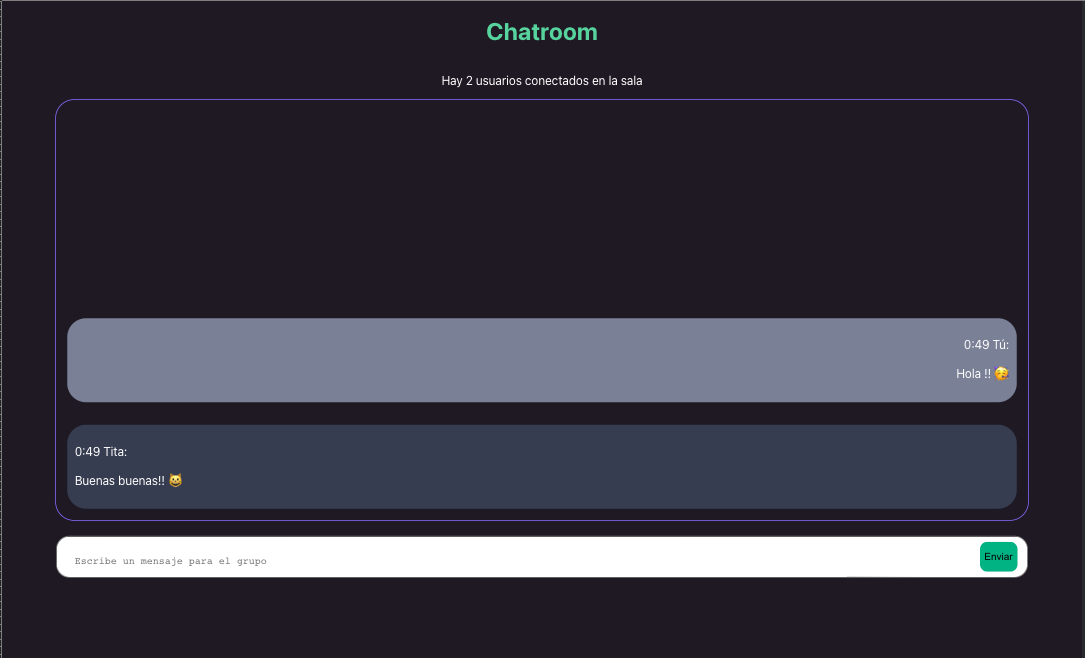 Chatroom
Hay 2 usuarios conectados en la sala
0:49 Tú:
Hola !! 🥳
0:49 Tita:
Buenas buenas!! 😺
Escribe un mensaje para el grupo
Enviar